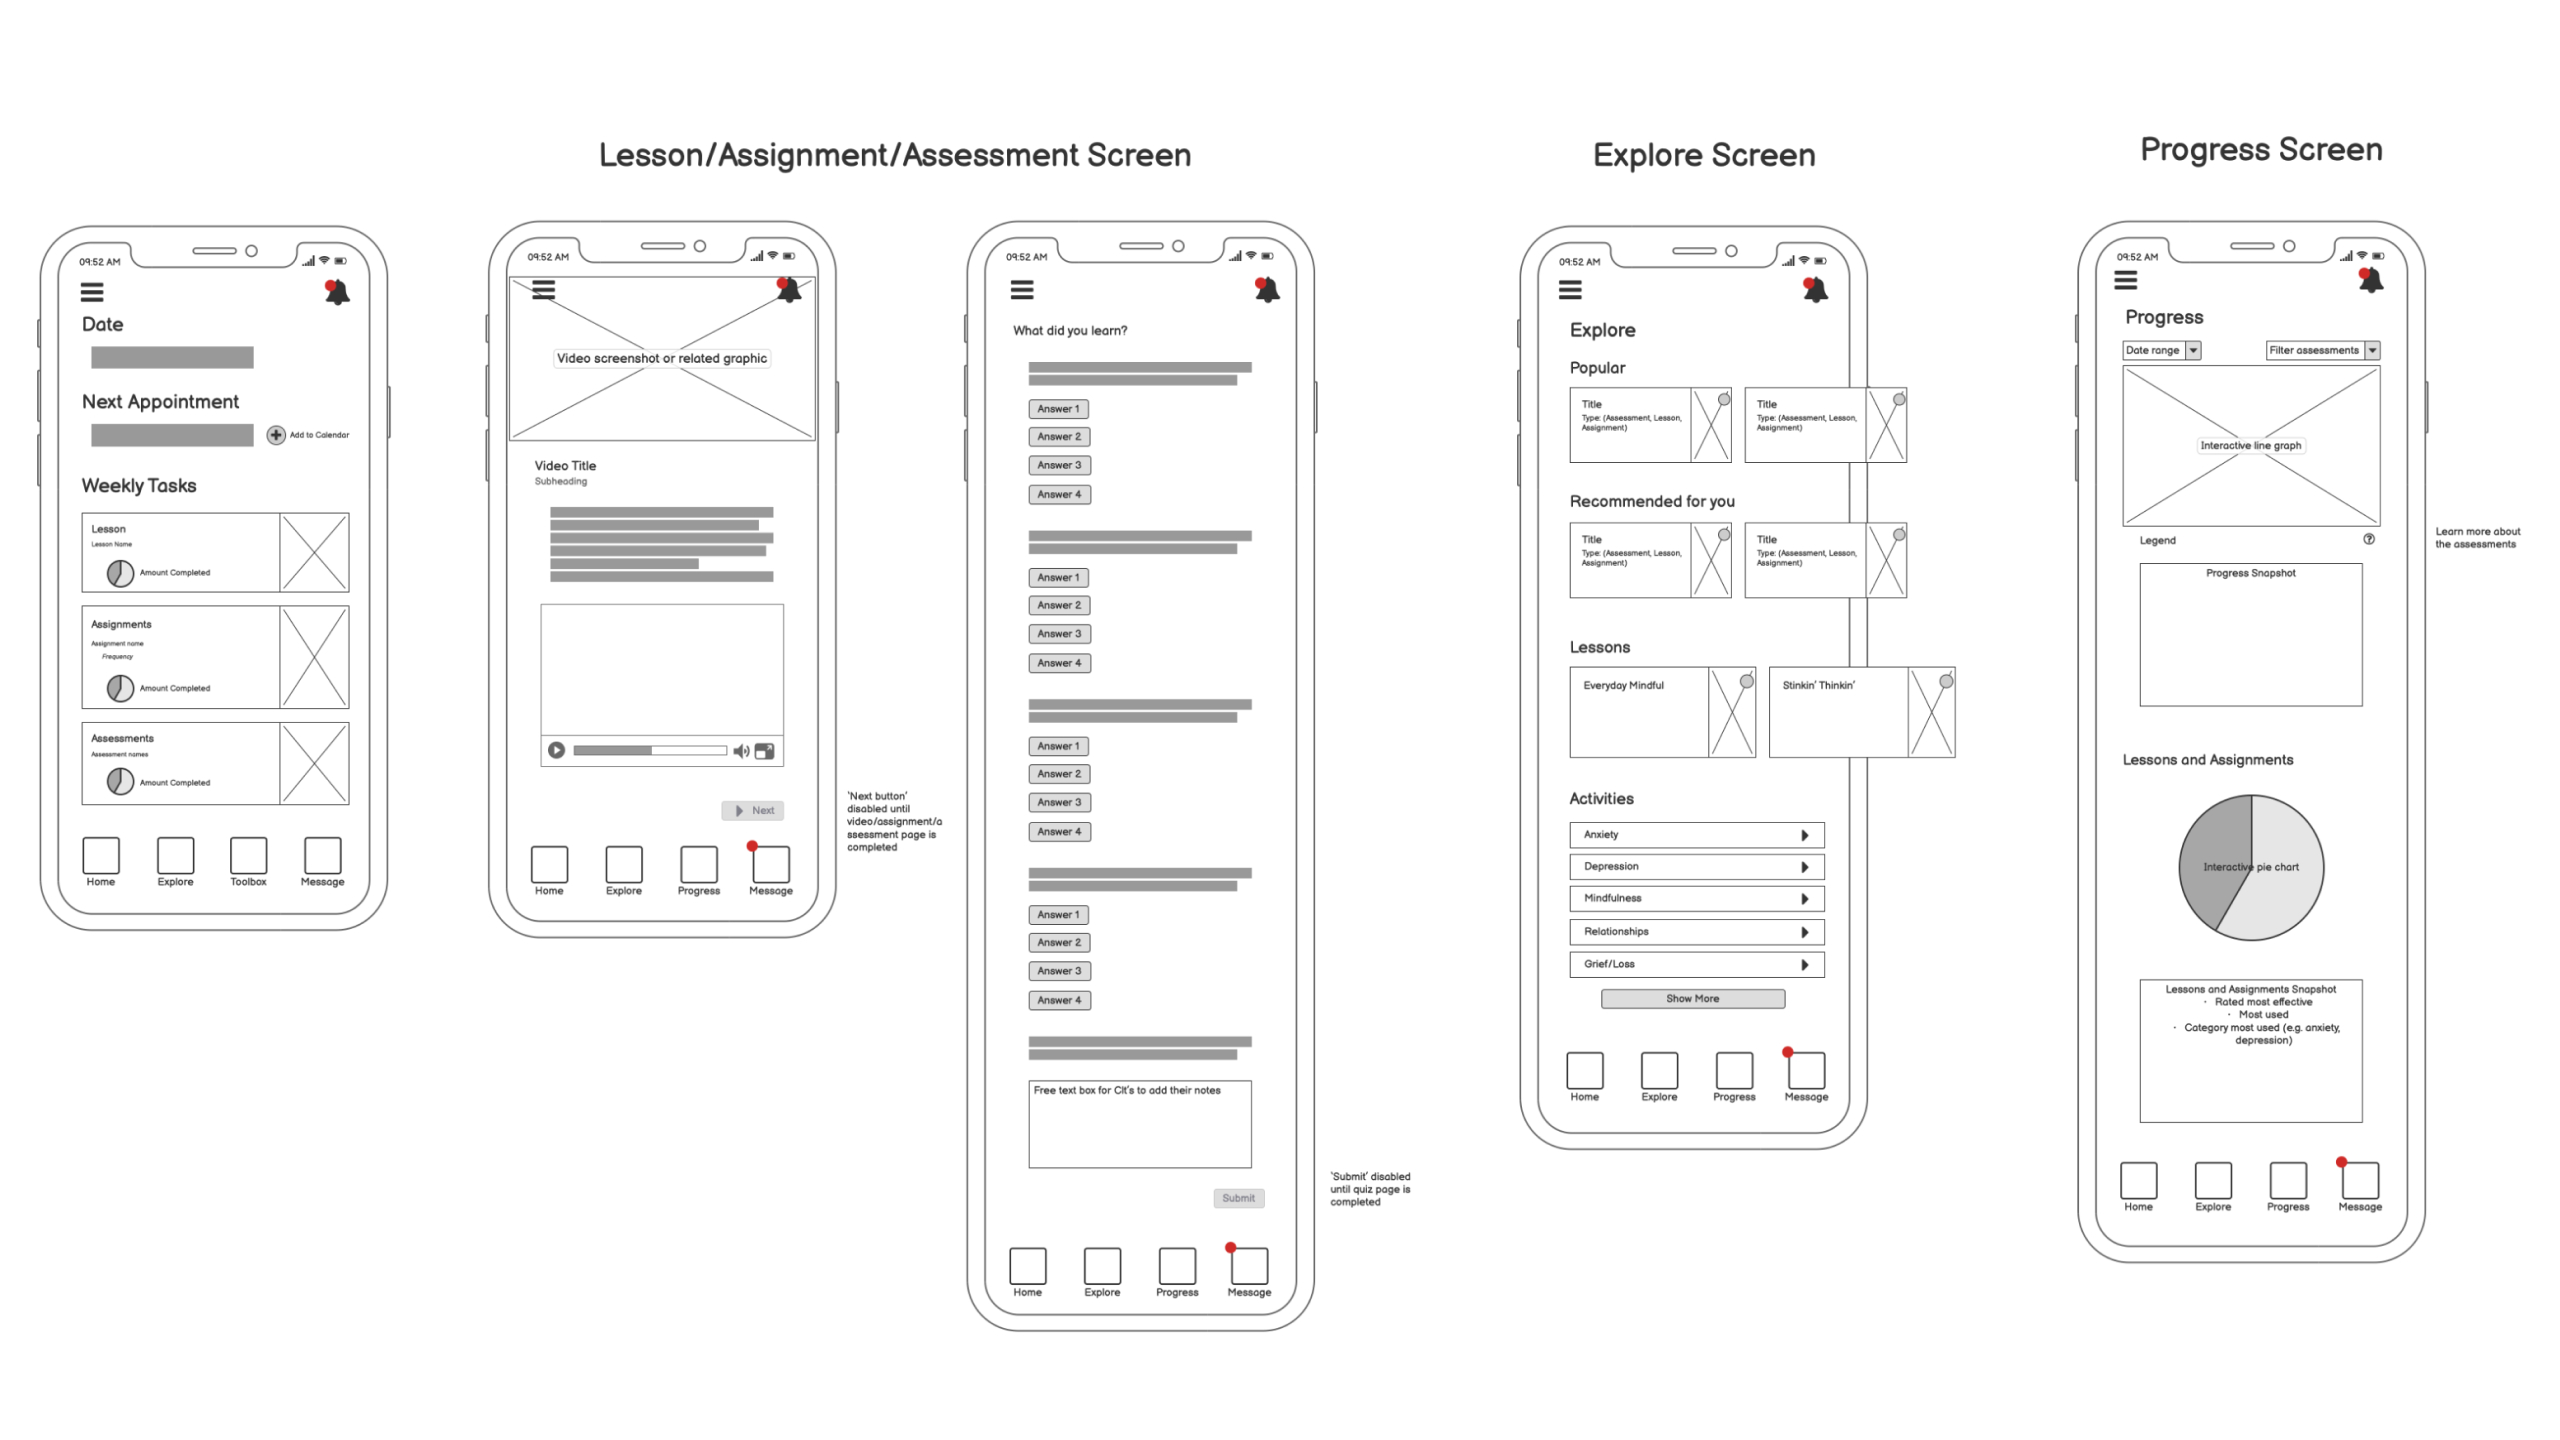 Lesson/Assignment/Assessment Screen
Explore Screen
Progress Screen
09:52 AM
Date
Next Appointment
Add to Calendar
Weekly Tasks
Lesson
Lesson Name
Amount Completed
Assignments
Assignment name
Frequency
Amount Completed
Assessments
Assessment names
Amount Completed
Home
Explore
Toolbox
Message
09:52 AM
Video screenshot or related graphic
Video Title
Subheading
Next
Home
Explore
Progress
Message
'Next button'
disabled until
video/assignment/a
ssessment page is
completed
09:52 AM
What did you learn?
Answer 1
Answer 2
Answer 3
Answer 4
Answer 1
Answer 2
Answer 3
Answer 4
Answer 1
Answer 2
Answer 3
Answer 4
Answer 1
Answer 2
Answer 3
Answer 4
Free text box for Clt's to add their notes
Submit
Home
Explore
Progress
Message
'Submit' disabled
until quiz page is
completed
09:52 AM
Explore
Popular
Title
Type: (Assessment, Lesson,
Assignment)
Title
Type: (Assessment, Lesson,
Assignment)
Recommended for you
Title
Type: (Assessment, Lesson,
Assignment)
Title
Type: (Assessment, Lesson,
Assignment)
Lessons
Everyday Mindful
Stinkin' Thinkin'
Activities
Anxiety
Depression
Mindfulness
Relationships
Grief/Loss
Show More
Home
Explore
Progress
Message
09:52 AM
Progress
Date range
Filter assessments
Interactive line graph
Legend
?
Learn more about
the assessments
Progress Snapshot
Lessons and Assignments
Interactive pie chart
Lessons and Assignments Snapshot
· Rated most effective
· Most used
· Category most used (e.g. anxiety,
depression)
Home
Explore
Progress
Message